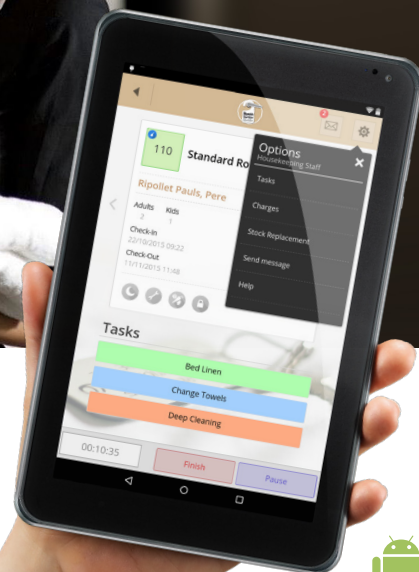 2
110
Standard Ro
Ripollet Pauls, Pere
Adults Kids
2 1
Check-In
22/10/2015 09:22
Check-Out
11/11/2015 11:48
Options
Housekeeping Staff
Tasks
Charges
Stock Replacement
Send message
Help
Tasks
Bed Linen
Change Towels
Deep Cleaning
00:10:35
Finish
Pause